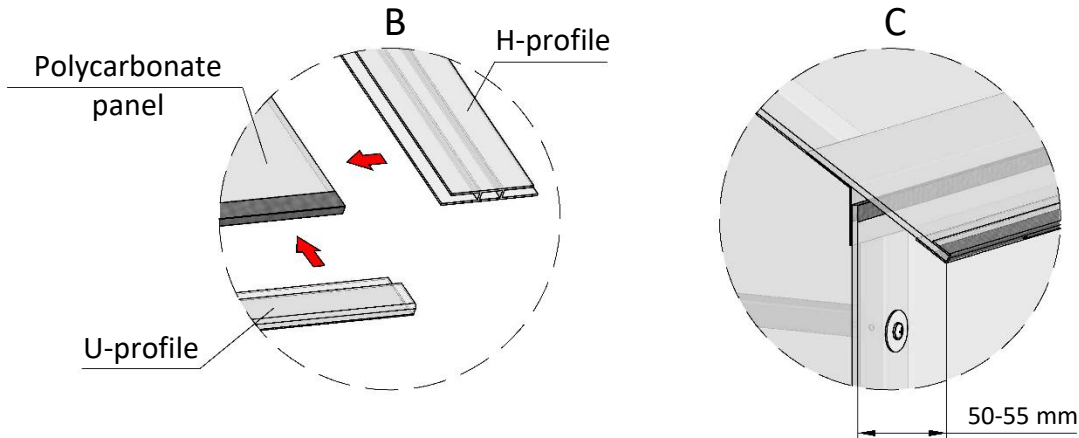 B
H-profile
Polycarbonate
panel
U-profile
C
50-55 mm